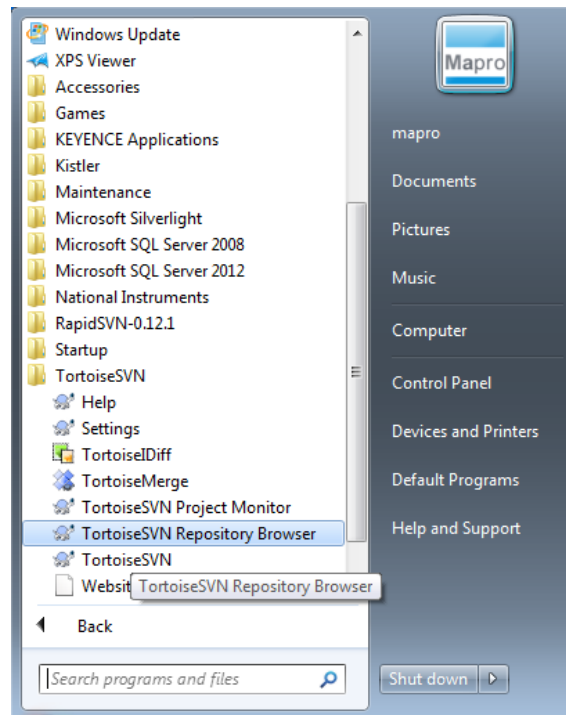 Windows Update
XPS Viewer
Accessories
Games
KEYENCE Applications
Kistler
Maintenance
Microsoft Silverlight
Microsoft SQL Server 2008
Microsoft SQL Server 2012
National Instruments
RapidSVN-0.12.1
Startup
TortoiseSVN
Help
Settings
TortoiseIDiff
TortoiseMerge
TortoiseSVN Project Monitor
TortoiseSVN Repository Browser
TortoiseSVN
Websit
TortoiseSVN Repository Browser
Back
Search programs and files
Mapro
mapro
Documents
Pictures
Music
Computer
Control Panel
Devices and Printers
Default Programs
Help and Support
Shut down